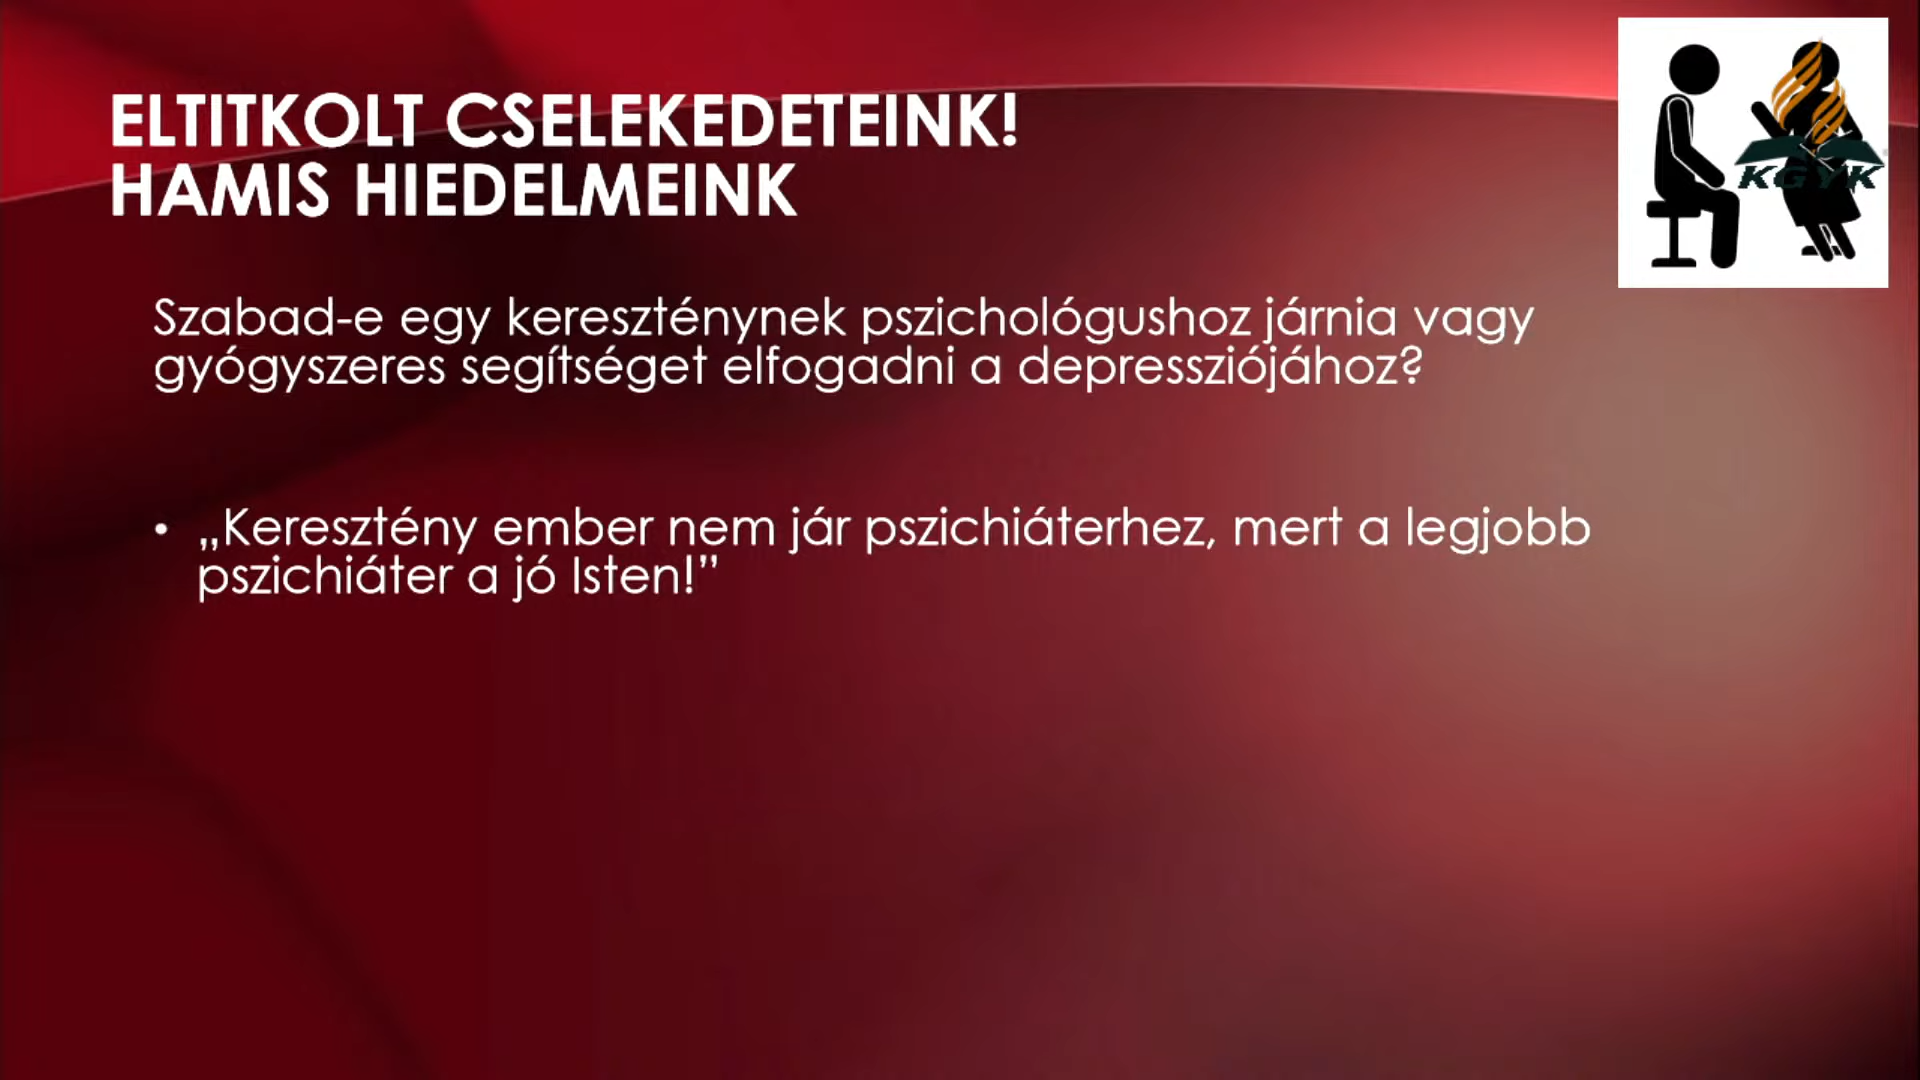 ELTITKOLT CSELEKEDETEINK!
HAMIS HIEDELMEINK
KGYK
Szabad-e egy kereszténynek pszichológushoz járnia vagy
gyógyszeres segítséget elfogadni a depressziójához?
• „Keresztény ember nem jár pszichiáterhez, mert a legjobb
pszichiáter a jó Isten!”